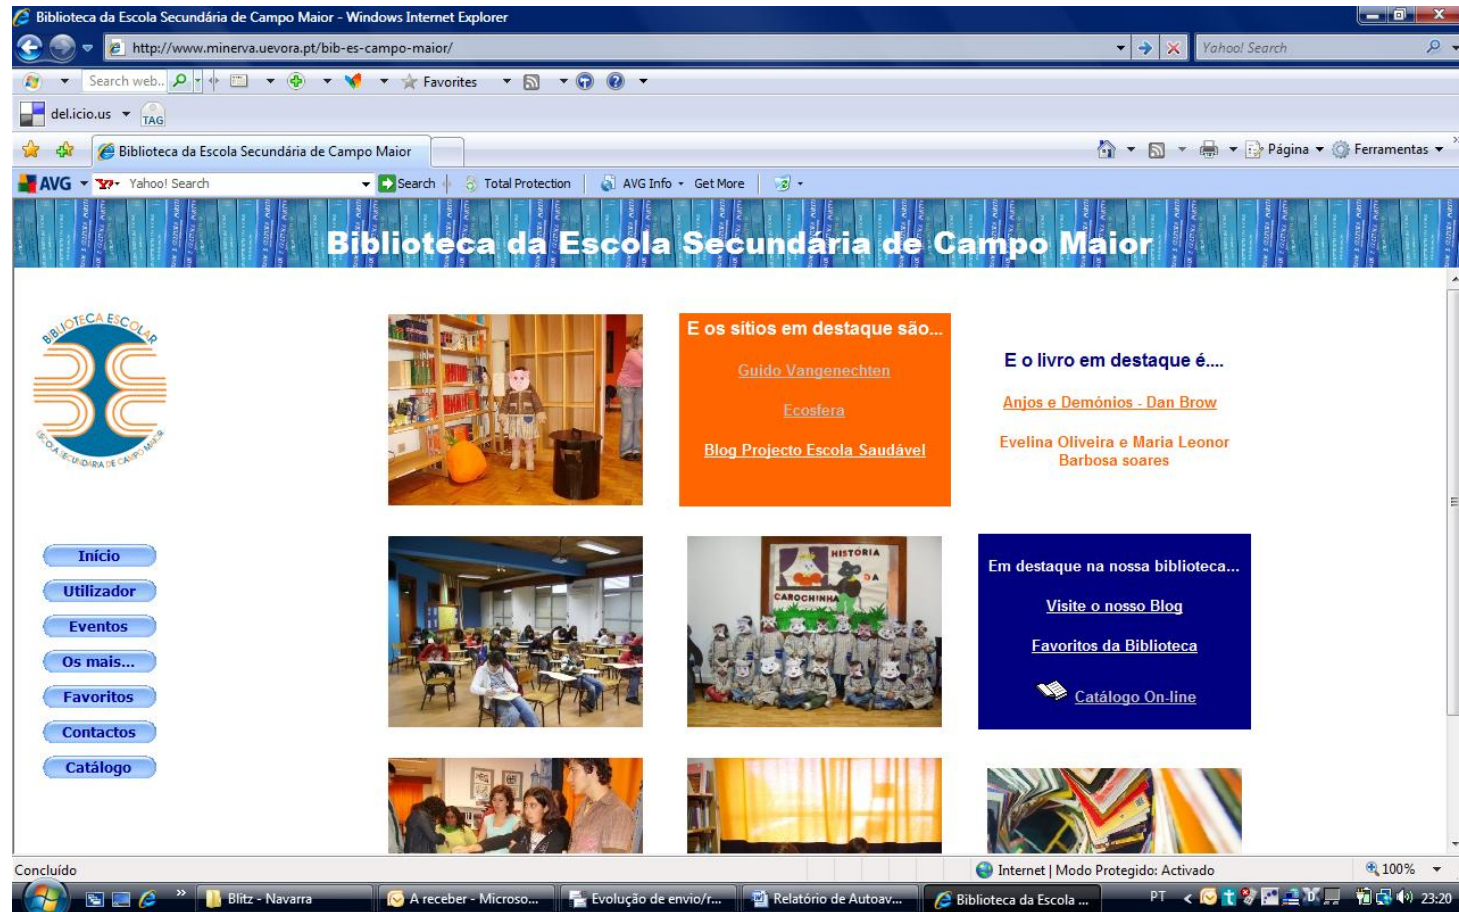 Biblioteca da Escola Secundária de Campo Maior - Windows Internet Explorer
http://www.minerva.uevora.pt/bib-es-campo-maior/
Yahoo! Search
Search web..
Favorites
del.icio.us
TAG
Biblioteca da Escola Secundária de Campo Maior
Página
Ferramentas
AVG
Yahoo! Search
Search
Total Protection
AVG Info
Get More
Biblioteca da Escola Secundária de Campo Maior
BIBLIOTECA ESCOLAR
ESCOLA SECUNDÁRIA DE CAMPO MAIOR
Início
Utilizador
Eventos
Os mais...
Favoritos
Contactos
Catálogo
E os sítios em destaque são...
Guido Vangenechten
Ecosfera
Blog Projecto Escola Saudável
E o livro em destaque é....
Anjos e Demónios - Dan Brow
Evelina Oliveira e Maria Leonor
Barbosa soares
HISTÓRIA
DA
CAROCHINHA
Em destaque na nossa biblioteca...
Visite o nosso Blog
Favoritos da Biblioteca
Catálogo On-line
Concluído
Internet | Modo Protegido: Activado
100%
Blitz - Navarra
A receber - Microso...
Evolução de envio/r...
Relatório de Autoav...
Biblioteca da Escola ...
PT
23:20